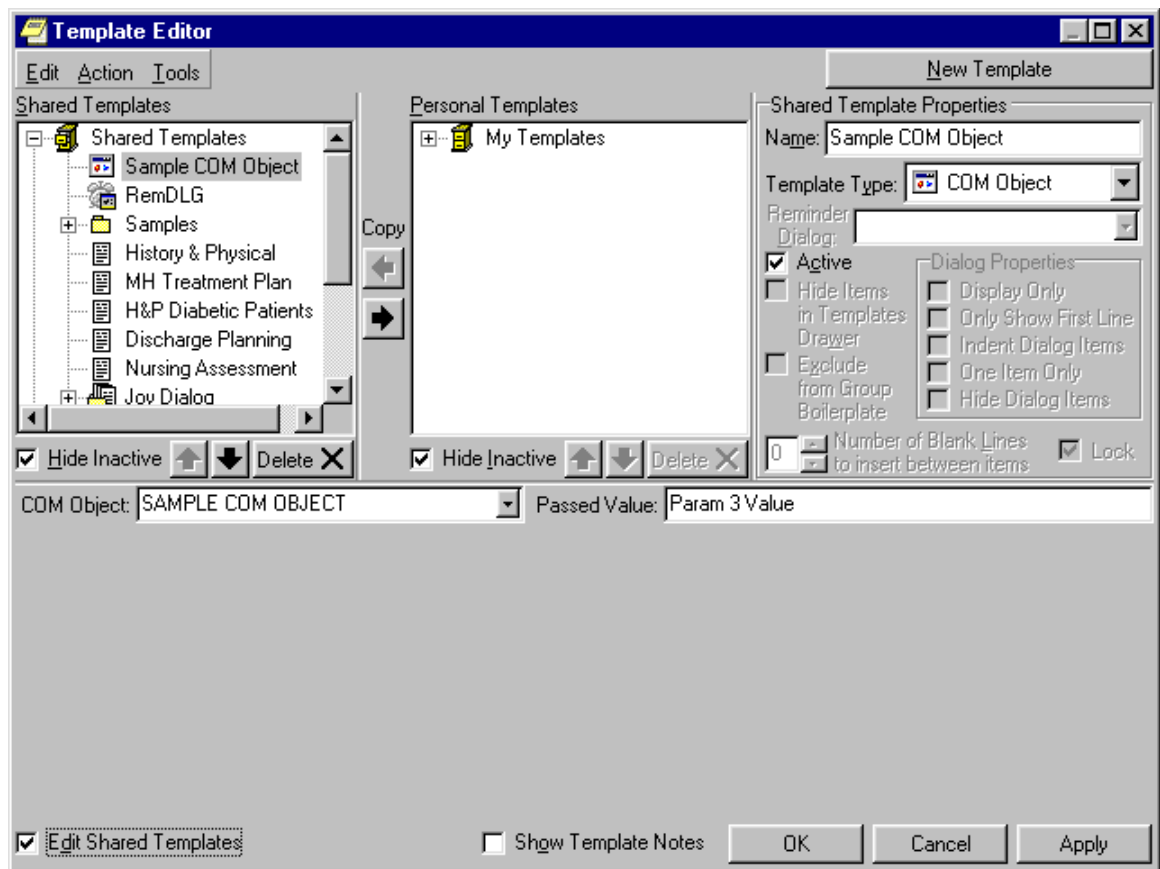 Template Editor
Edit Action Tools
New Template
Shared Templates
Shared Templates
Sample COM Object
RemDLG
Samples
History & Physical
MH Treatment Plan
H&P Diabetic Patients
Discharge Planning
Nursing Assessment
Joy Dialog
Hide Inactive
Delete
Copy
Personal Templates
My Templates
Hide Inactive
Delete
Shared Template Properties
Name: Sample COM Object
Template Type: COM Object
Reminder
Dialog:
Active
Hide Items
in Templates
Drawer
Exclude
from Group
Boilerplate
Dialog Properties
Display Only
Only Show First Line
Indent Dialog Items
One Item Only
Hide Dialog Items
0 Number of Blank Lines
to insert between items
Lock
COM Object: SAMPLE COM OBJECT
Passed Value: Param 3 Value
Edit Shared Templates
Show Template Notes
OK
Cancel
Apply